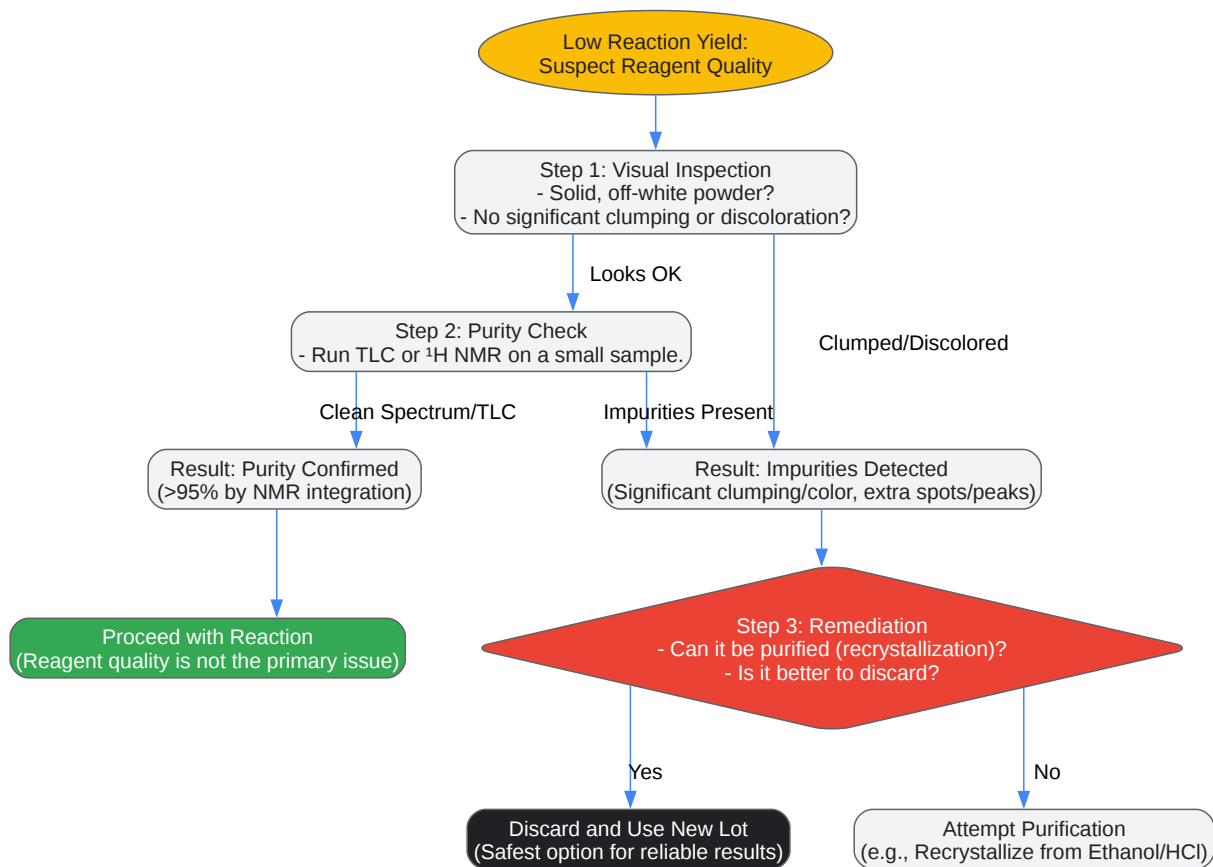 Low Reaction Yield:
Suspect Reagent Quality
Step 1: Visual Inspection
- Solid, off-white powder?
- No significant clumping or discoloration?
Looks OK
Step 2: Purity Check
- Run TLC or ¹H NMR on a small sample.
Clumped/Discolored
Clean Spectrum/TLC
Impurities Present
Result: Purity Confirmed
(>95% by NMR integration)
Result: Impurities Detected
(Significant clumping/color, extra spots/peaks)
Proceed with Reaction
(Reagent quality is not the primary issue)
Step 3: Remediation
- Can it be purified (recrystallization)?
- Is it better to discard?
Yes
No
Discard and Use New Lot
(Safest option for reliable results)
Attempt Purification
(e.g., Recrystallize from Ethanol/HCl)